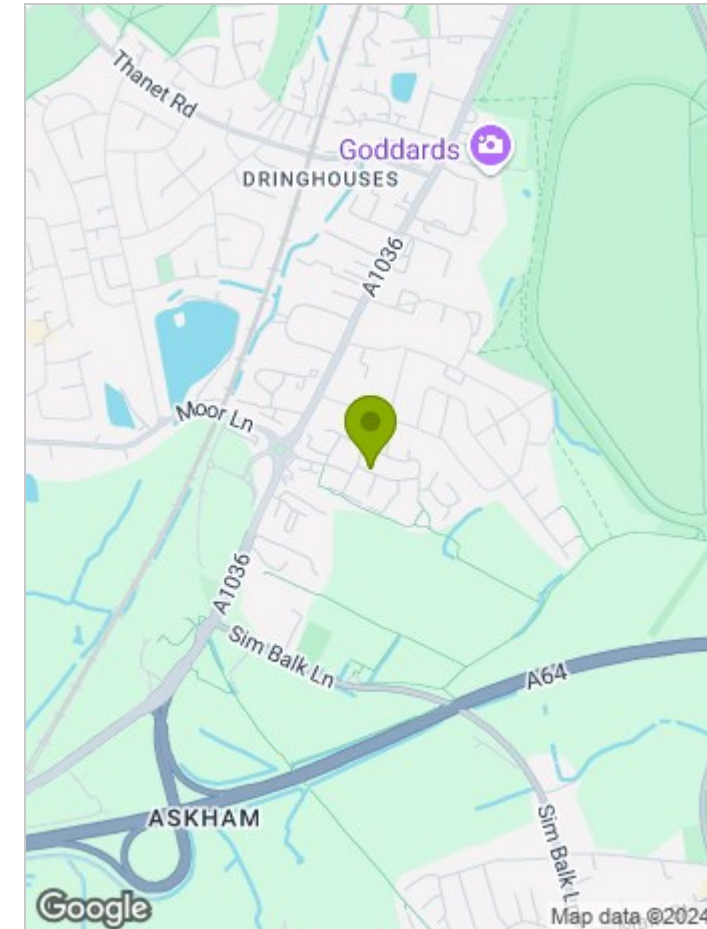 Thanet Rd
Goddards
DRINGHOUSES
A1036
Moor Ln
A1036
Sim Balk Ln
A64
ASKHAM
Sim Balk Ln
Google
Map data ©2024